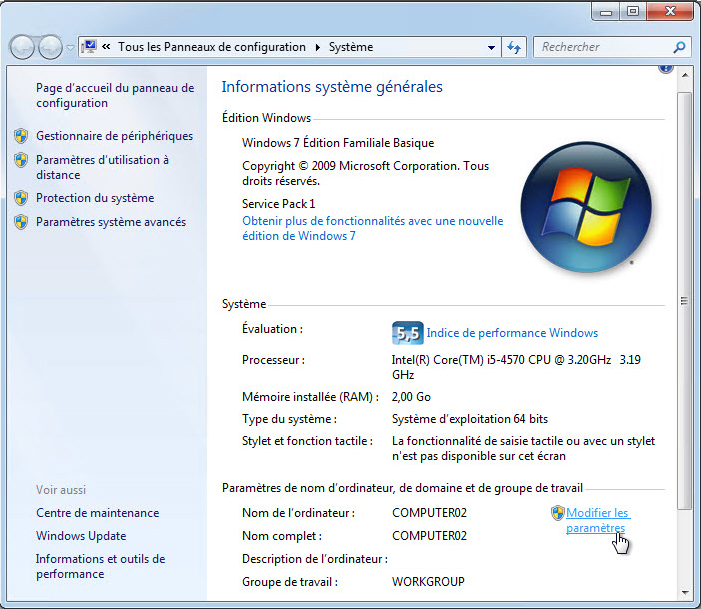 « Tous les Panneaux de configuration ▸ Système
Rechercher
Page d'accueil du panneau de
configuration
Gestionnaire de périphériques
Paramètres d'utilisation à
distance
Protection du système
Paramètres système avancés
Voir aussi
Centre de maintenance
Windows Update
Informations et outils de
performance
Informations système générales
Édition Windows
Windows 7 Édition Familiale Basique
Copyright © 2009 Microsoft Corporation. Tous
droits réservés.
Service Pack 1
Obtenir plus de fonctionnalités avec une nouvelle
édition de Windows 7
Système
Évaluation :
5,5 Indice de performance Windows
Processeur :
Intel(R) Core(TM) i5-4570 CPU @ 3.20GHz 3.19
GHz
Mémoire installée (RAM) : 2,00 Go
Type du système : Système d'exploitation 64 bits
Stylet et fonction tactile : La fonctionnalité de saisie tactile ou avec un stylet
n'est pas disponible sur cet écran
Paramètres de nom d'ordinateur, de domaine et de groupe de travail
Nom de l'ordinateur : COMPUTER02
Modifier les
paramètres
Nom complet : COMPUTER02
Description de l'ordinateur :
Groupe de travail : WORKGROUP